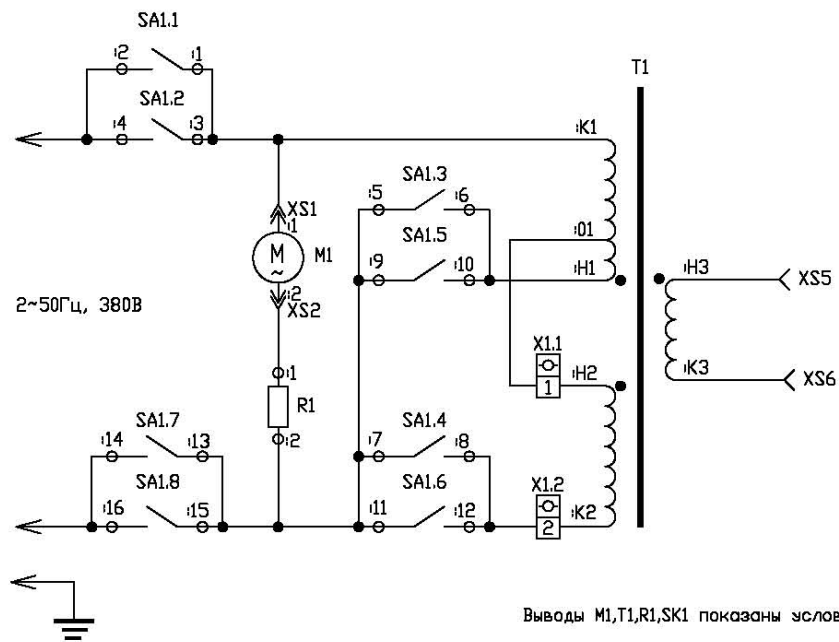 SA1.1
:2
:1
T1
SA1.2
:4
:3
:K1
SA1.3
:5
:6
XS1
:1
SA1.5
:01
M
~
M1
:9
:10
:H1
:H3
XS5
:2
XS2
2~50Гц, 380В
X1.1
1
:H2
:K3
XS6
:1
R1
:2
SA1.7
:14
:13
SA1.4
:7
:8
SA1.8
:16
:15
SA1.6
:11
:12
X1.2
2
:K2
Выводы M1,T1,R1,SK1 показаны услов